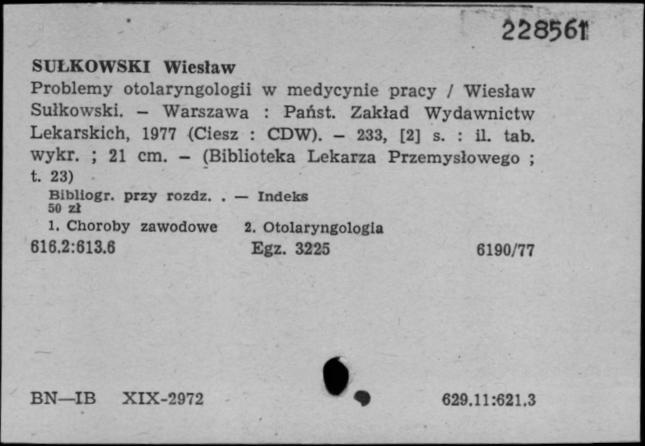 228561
SUŁKOWSKI Wiesław
Problemy otolaryngologii w medycynie pracy / Wiesław
Sułkowski. — Warszawa : Państ. Zakład Wydawnictw
Lekarskich, 1977 (Ciesz : CDW). — 233, [2] s. : il. tab.
wykr. ; 21 cm. — (Biblioteka Lekarza Przemysłowego ;
t. 23)
Bibliogr. przy rozdz. . — Indeks
50 zł
1. Choroby zawodowe 2. Otolaryngologia
616.2:613.6 Egz. 3225 6190/77
BN—IB XIX-2972 629.11:621.3